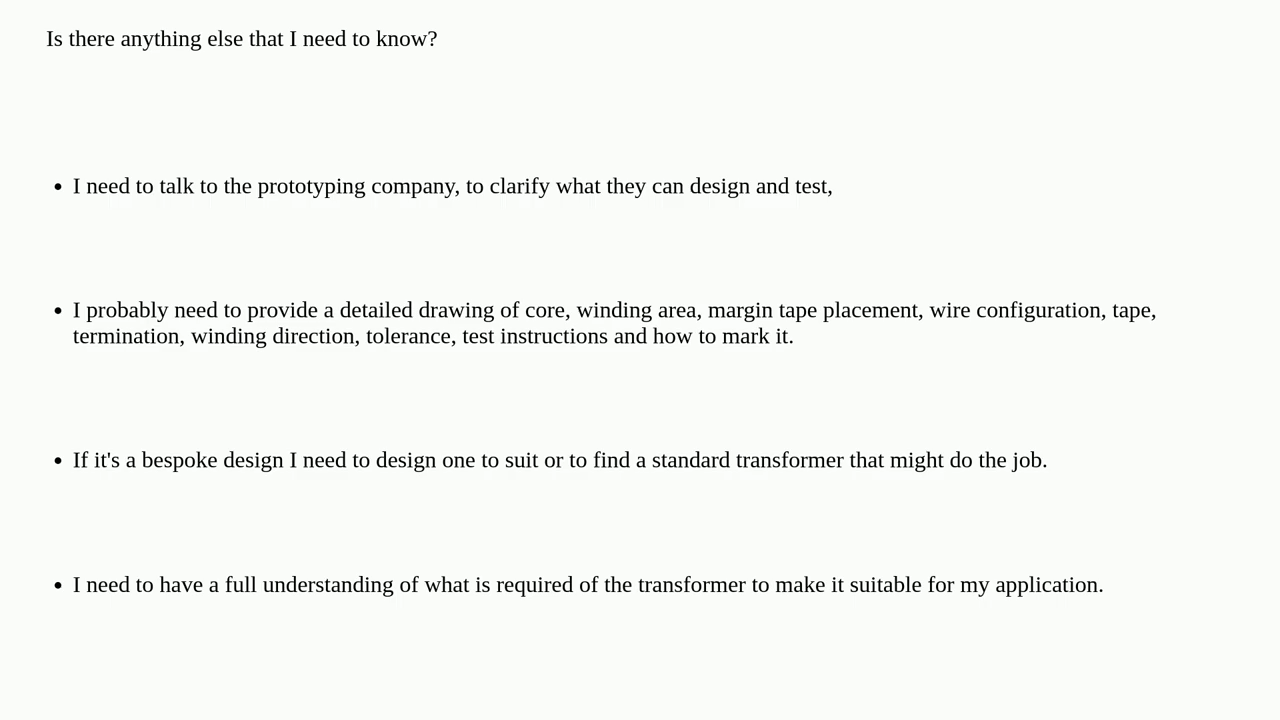 Is there anything else that I need to know?
• I need to talk to the prototyping company, to clarify what they can design and test,
• I probably need to provide a detailed drawing of core, winding area, margin tape placement, wire configuration, tape,
termination, winding direction, tolerance, test instructions and how to mark it.
• If it's a bespoke design I need to design one to suit or to find a standard transformer that might do the job.
• I need to have a full understanding of what is required of the transformer to make it suitable for my application.